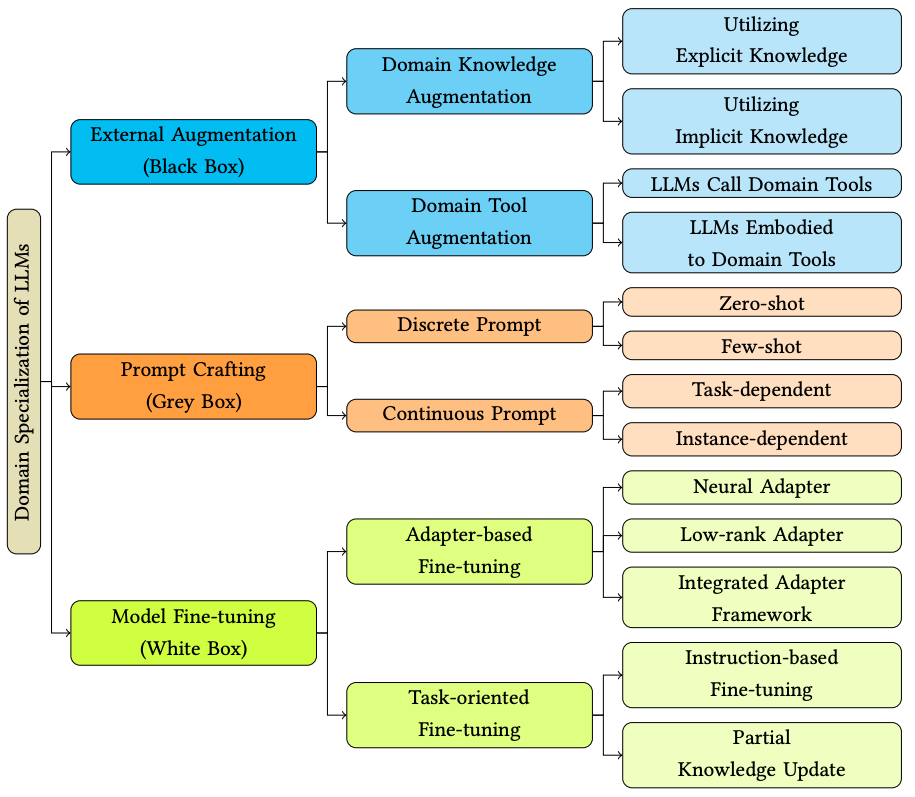 Domain Specialization of LLMs
External Augmentation
(Black Box)
Domain Knowledge
Augmentation
Utilizing
Explicit Knowledge
Utilizing
Implicit Knowledge
Domain Tool
Augmentation
LLMs Call Domain Tools
LLMs Embodied
to Domain Tools
Prompt Crafting
(Grey Box)
Discrete Prompt
Zero-shot
Few-shot
Continuous Prompt
Task-dependent
Instance-dependent
Model Fine-tuning
(White Box)
Adapter-based
Fine-tuning
Neural Adapter
Low-rank Adapter
Integrated Adapter
Framework
Task-oriented
Fine-tuning
Instruction-based
Fine-tuning
Partial
Knowledge Update